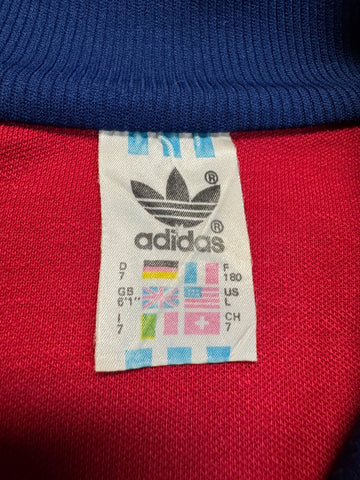 ®
adidas®
D F
7 180
GB US
6'1" L
I CH
7 7